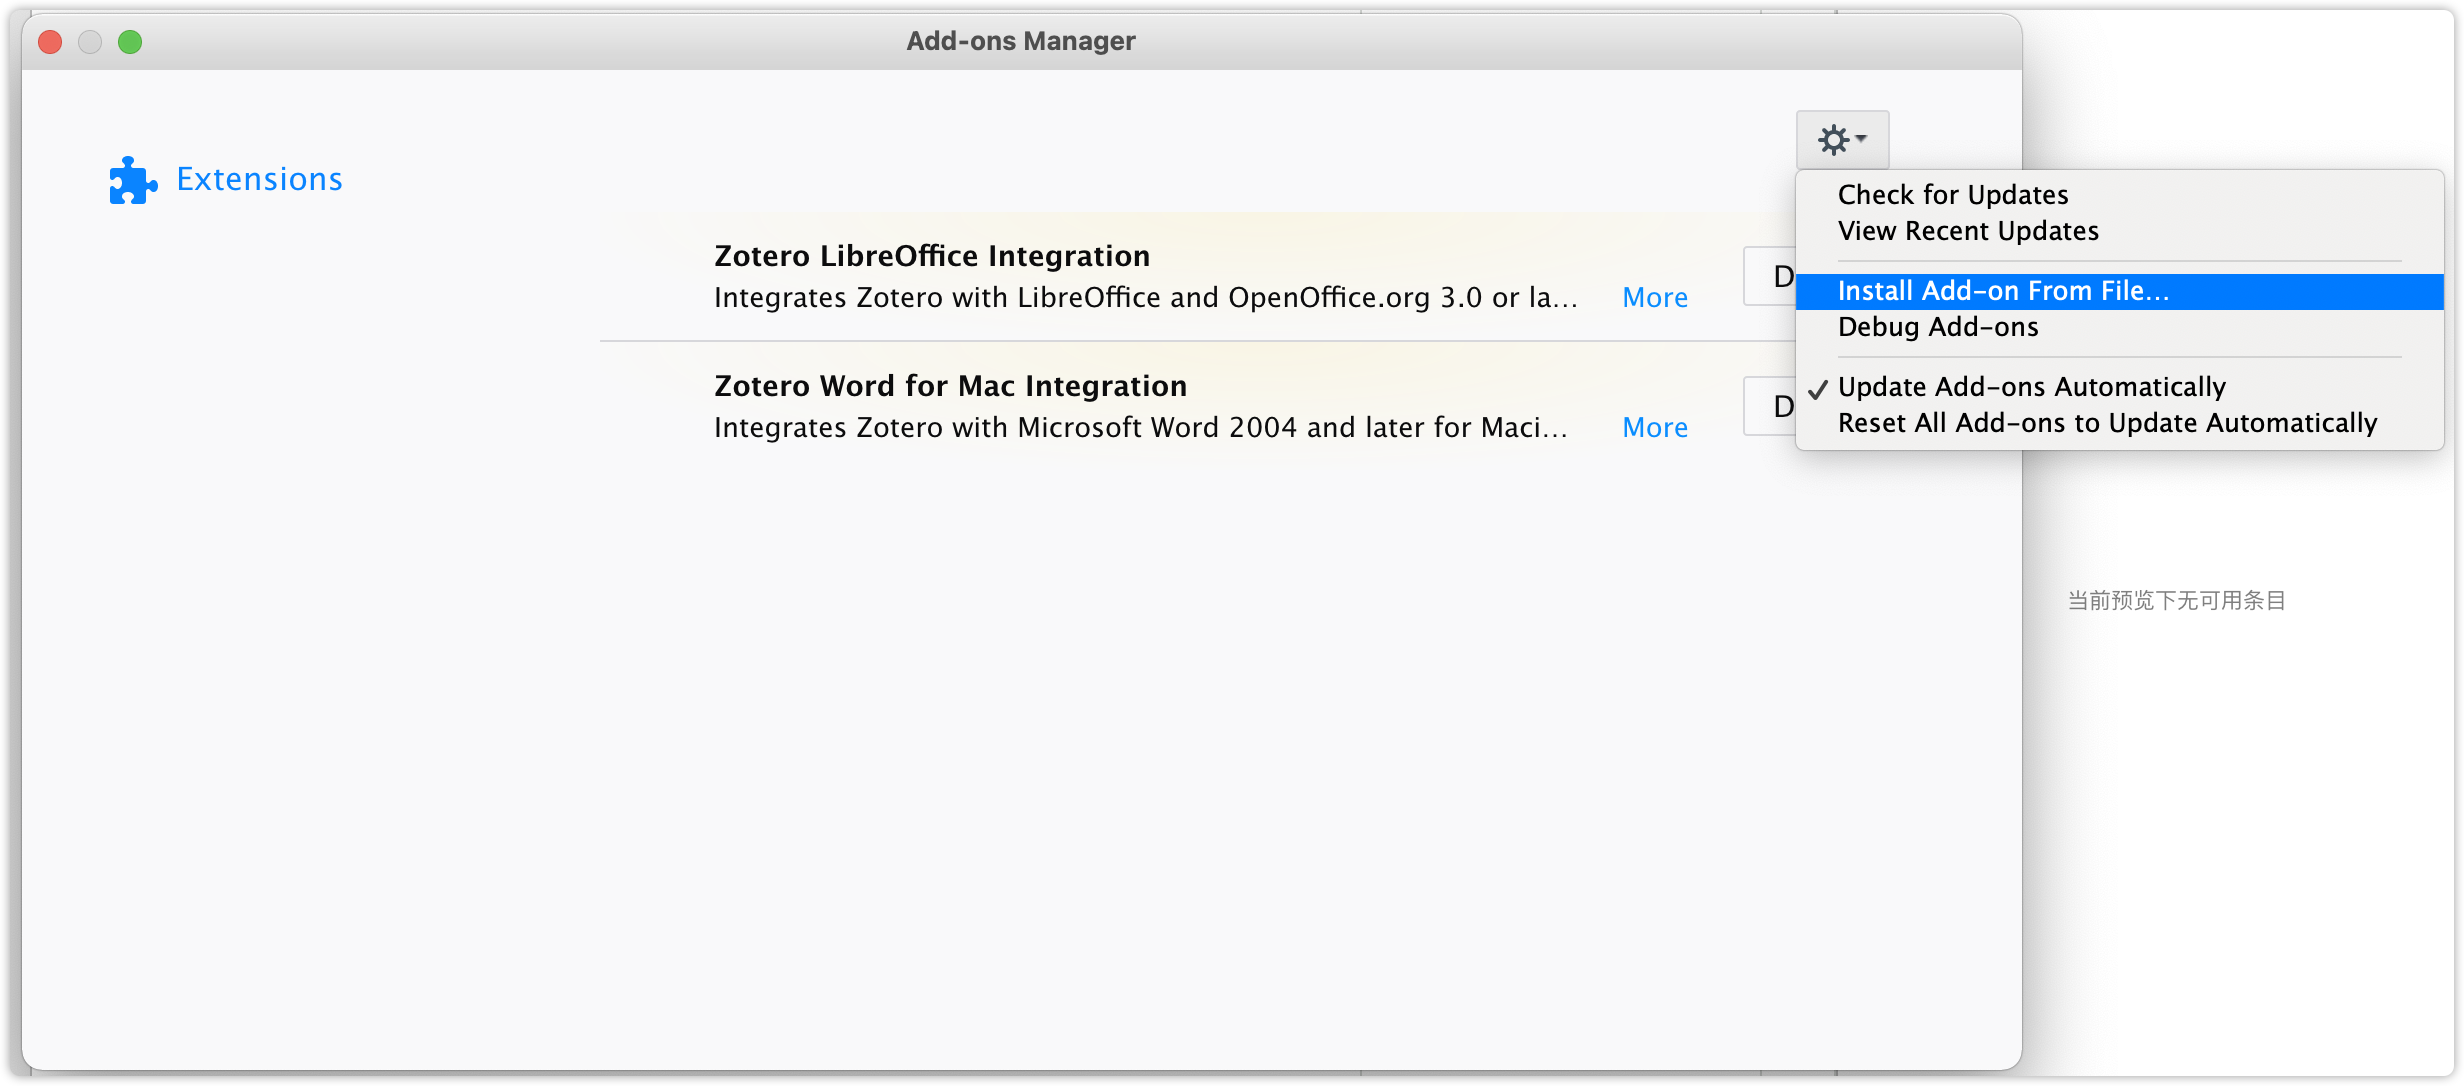 Add-ons Manager
Extensions
Check for Updates
View Recent Updates
Install Add-on From File...
Debug Add-ons
Update Add-ons Automatically
Reset All Add-ons to Update Automatically
Zotero LibreOffice Integration
Integrates Zotero with LibreOffice and OpenOffice.org 3.0 or la...
More
D
Zotero Word for Mac Integration
Integrates Zotero with Microsoft Word 2004 and later for Maci...
More
D
当前预览下无可用条目